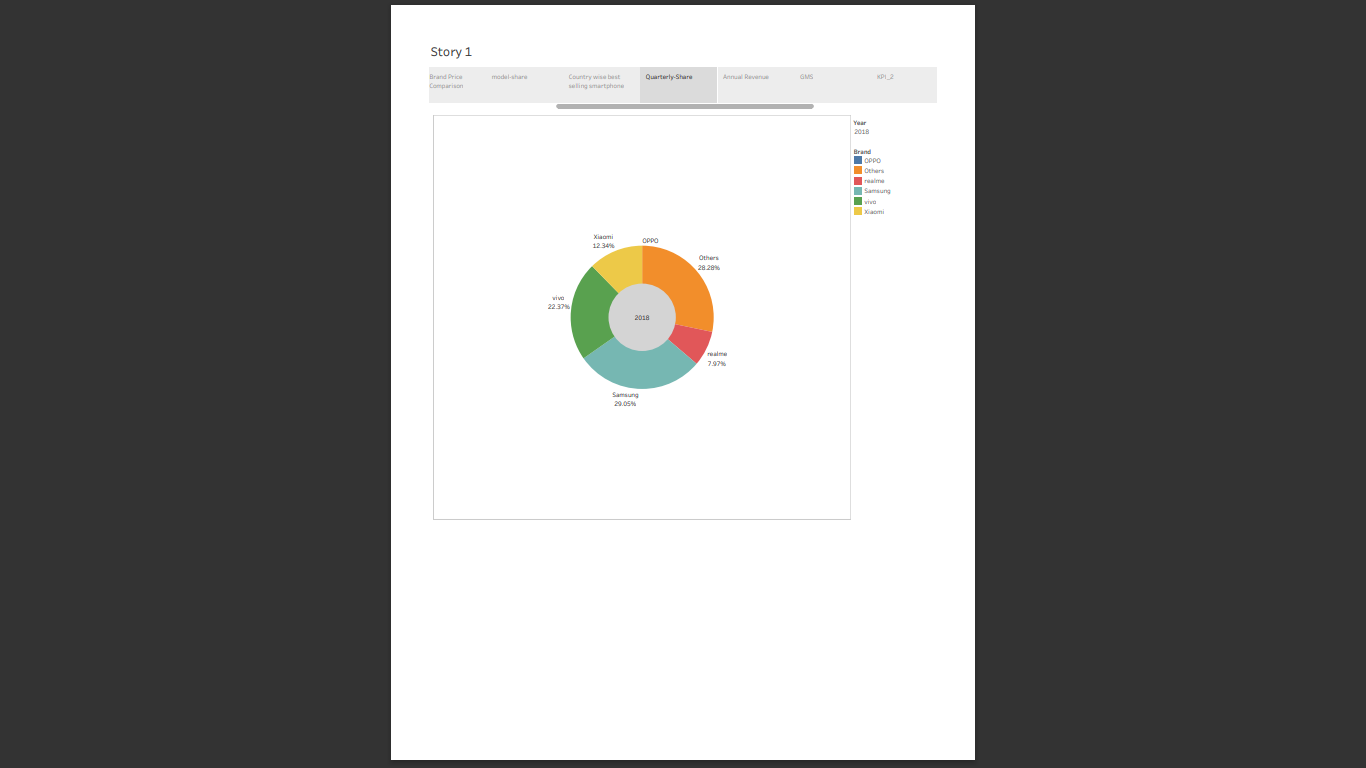 Story 1
Brand Price
Comparison
model-share
Country wise best
selling smartphone
Quarterly-Share
Annual Revenue
GMS
KPI_2
Year
2018
Brand
OPPO
Others
realme
Samsung
vivo
Xiaomi
Xiaomi
12.34%
OPPO
Others
28.28%
vivo
22.37%
2018
realme
7.97%
Samsung
29.05%